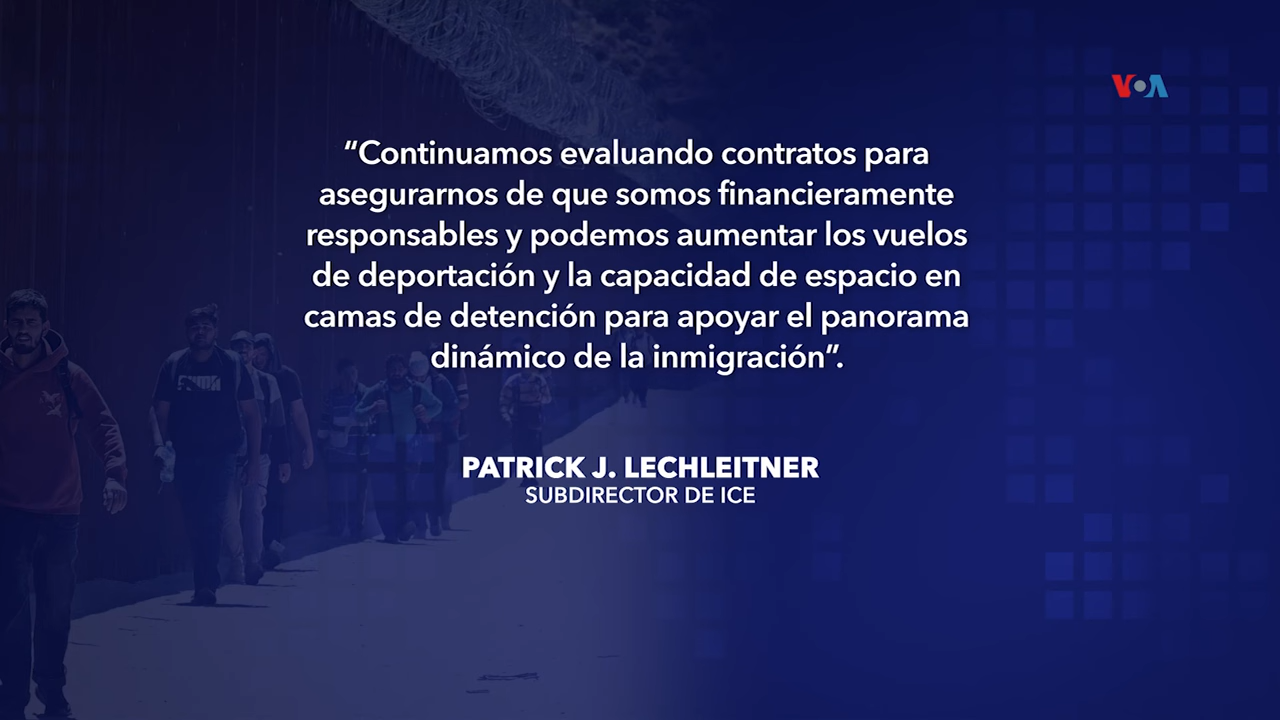 VOA
“Continuamos evaluando contratos para
asegurarnos de que somos financieramente
responsables y podemos aumentar los vuelos
de deportación y la capacidad de espacio en
camas de detención para apoyar el panorama
dinámico de la inmigración”.
PATRICK J. LECHLEITNER
SUBDIRECTOR DE ICE
PUMA